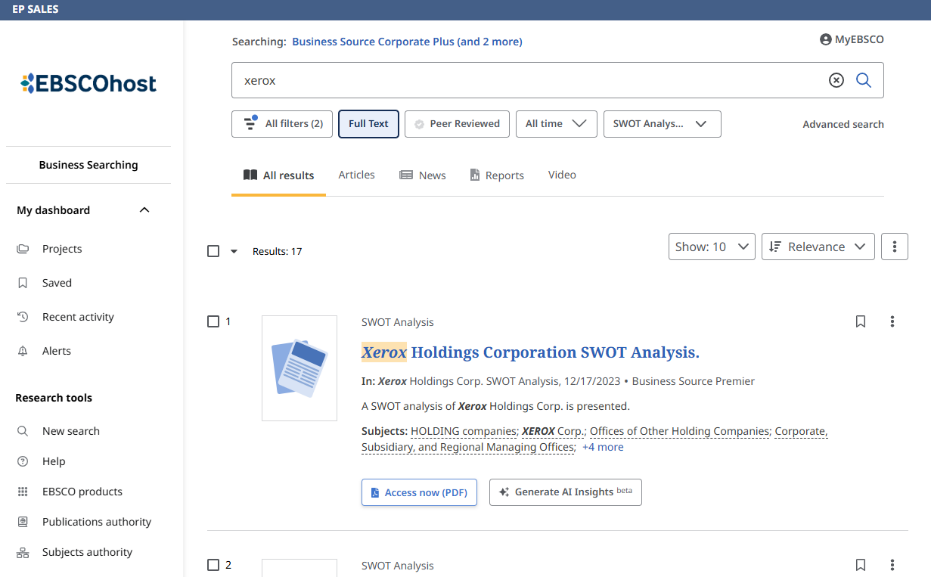 EP SALES
EBSCOhost
Business Searching
My dashboard
Projects
Saved
Recent activity
Alerts
Research tools
New search
Help
EBSCO products
Publications authority
Subjects authority
Searching: Business Source Corporate Plus (and 2 more)
MyEBSCO
xerox
All filters (2)
Full Text
Peer Reviewed
All time
SWOT Analys...
Advanced search
All results
Articles
News
Reports
Video
Results: 17
Show: 10
Relevance
1
SWOT Analysis
Xerox Holdings Corporation SWOT Analysis.
In: Xerox Holdings Corp. SWOT Analysis, 12/17/2023 • Business Source Premier
A SWOT analysis of Xerox Holdings Corp. is presented.
Subjects: HOLDING companies; XEROX Corp.; Offices of Other Holding Companies; Corporate,
Subsidiary, and Regional Managing Offices; +4 more
Access now (PDF)
Generate AI Insights beta
2
SWOT Analysis